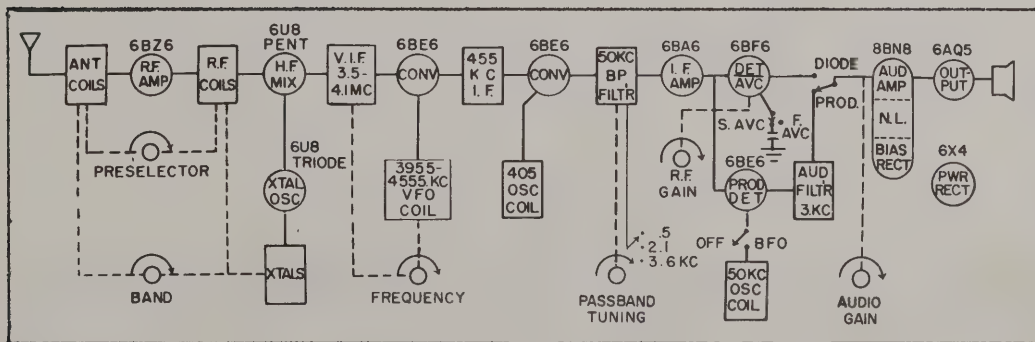 6BZ6
6U8
PENT
6BE6
6BE6
6BA6
6BF6
8BN8
6AQ5
ANT
COILS
R.F.
AMP
R.F.
COILS
H.F.
MIX
V.I.F.
3.5-
4.1MC
CONV
455
K C
I. F.
CONV
50KC
BP
FILTR
I. F.
AMP
DET
AVC
DIODE
PROD.
AUD
AMP
N.L.
BIAS
RECT
OUT-
PUT
S. AVC
F.
AVC
PRESELECTOR
6U8
TRIODE
XTAL
OSC
3955-
4555.KC
VFO
COIL
405
OSC
COIL
R.F.
GAIN
6BE6
PROD
DET
AUD
FILTR
3.KC
6X4
PWR
RECT
XTALS
BAND
FREQUENCY
.5
2.1
3.6 KC
PASSBAND
TUNING
OFF
BFO
50KC
OSC
COIL
AUDIO
GAIN